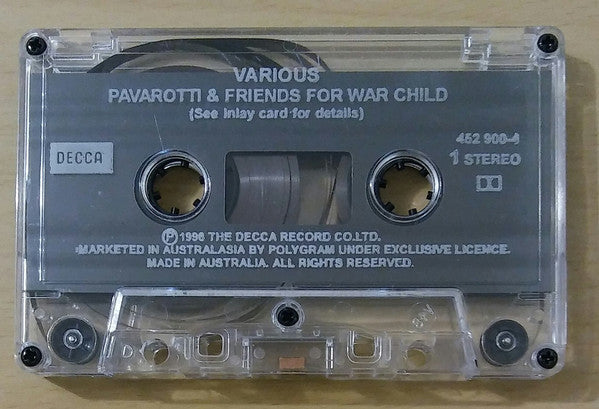 VARIOUS
PAVAROTTI & FRIENDS FOR WAR CHILD
(See inlay card for details)
DECCA
452 900-4
1 STEREO
Ⓟ 1996 THE DECCA RECORD CO.LTD.
MARKETED IN AUSTRALASIA BY POLYGRAM UNDER EXCLUSIVE LICENCE.
MADE IN AUSTRALIA. ALL RIGHTS RESERVED.